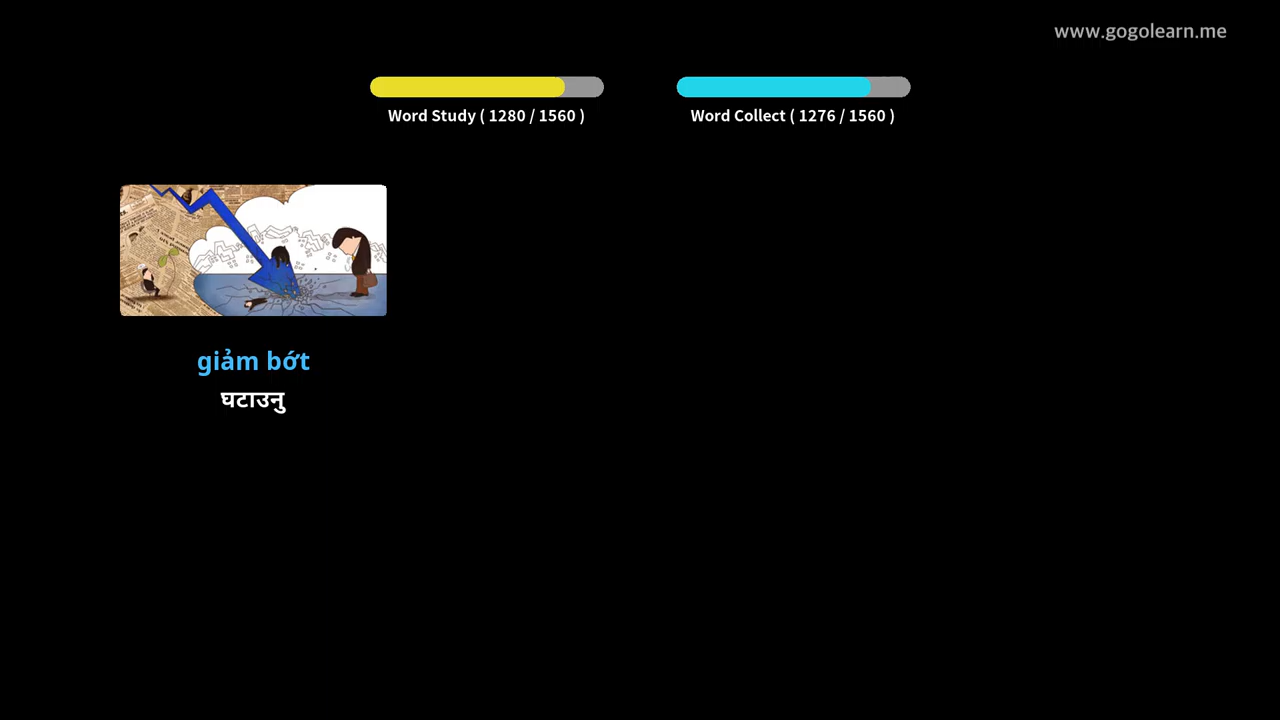 www.gogolearn.me
Word Study ( 1280 / 1560 )
Word Collect ( 1276 / 1560 )
giảm bớt
घटाउनु